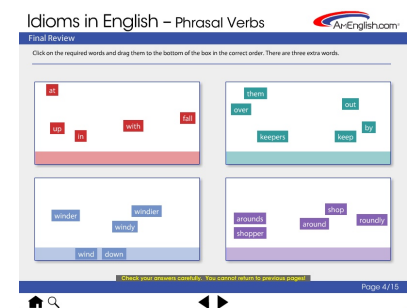 Idioms in English – Phrasal Verbs
AmEnglish.com
Final Review
Click on the required words and drag them to the bottom of the box in the correct order. There are three extra words.
at
fall
with
up
in
them
out
over
by
keepers
keep
windier
winder
windy
wind down
shop
arounds
roundly
around
shopper
Check your answers carefully. You cannot return to previous pages!
Page 4/15